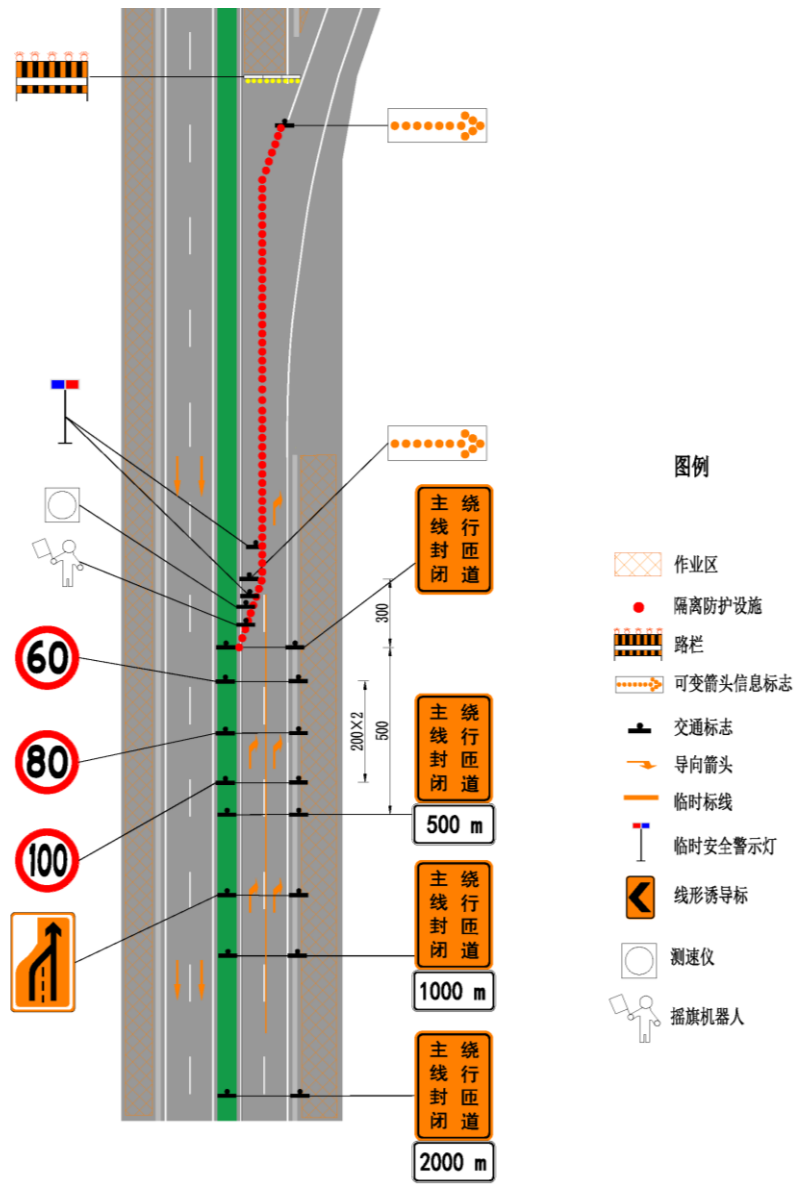 图例
主 绕
线 行
封 匝
闭 道
作业区
300
隔离防护设施
路栏
60
可变箭头信息标志
200×2
500
主 绕
线 行
封 匝
闭 道
500 m
交通标志
80
导向箭头
临时标线
100
临时安全警示灯
主 绕
线 行
封 匝
闭 道
1000 m
线形诱导标
测速仪
摇旗机器人
主 绕
线 行
封 匝
闭 道
2000 m